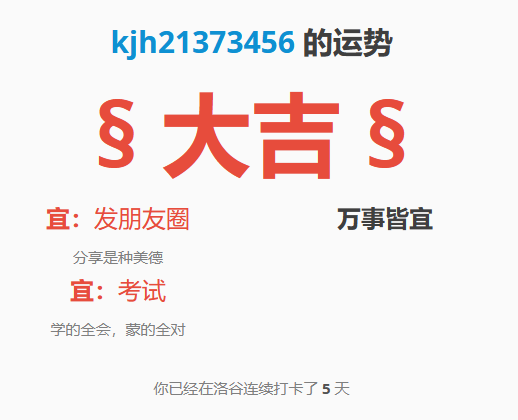 kjh21373456 的运势
§ 大吉 §
宜：发朋友圈
万事皆宜
分享是种美德
宜：考试
学的全会，蒙的全对
你已经在洛谷连续打卡了 5 天